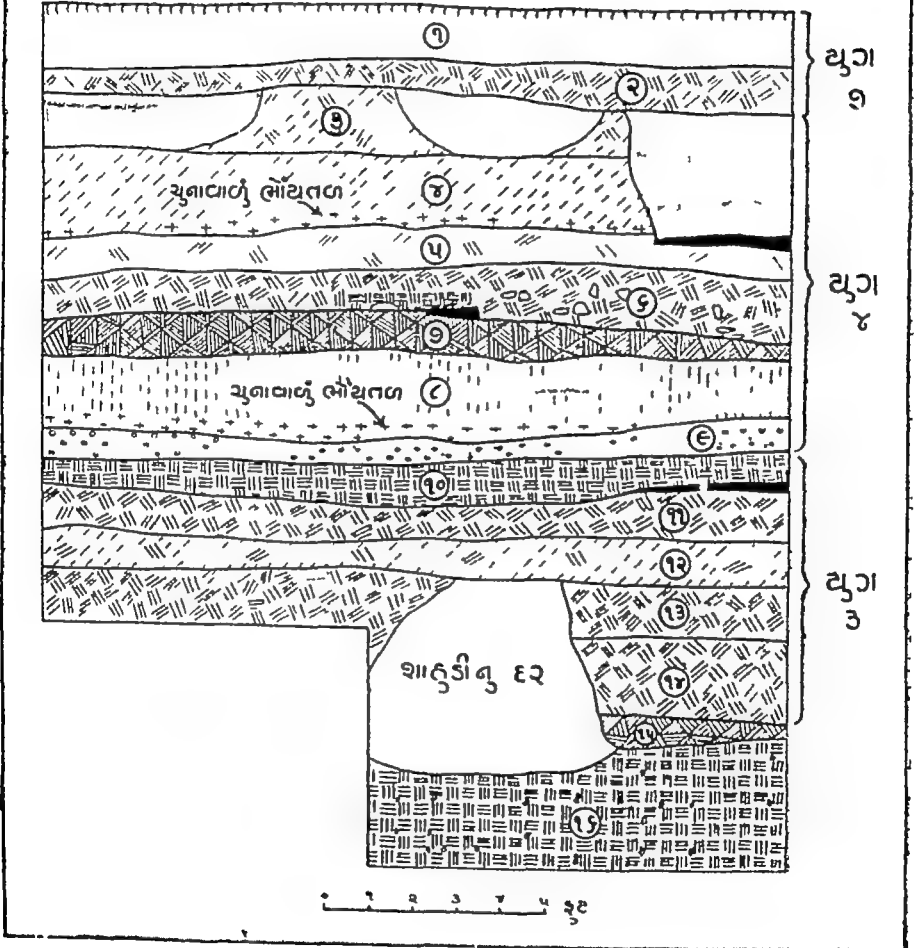 ૧
યુગ
૭
૨
૩
ચુનાવાળું ભોંયતળ
૪
૫
યુગ
૪
૬
૭
ચુનાવાળું ભોંયતળ
૮
૯
૧૦
૧૧
૧૨
યુગ
૩
૧૩
શાહુડીનુ દર
૧૪
૧૫
૧૬
૦ ૧ ૨ ૩ ૪ ૫ ફુટ